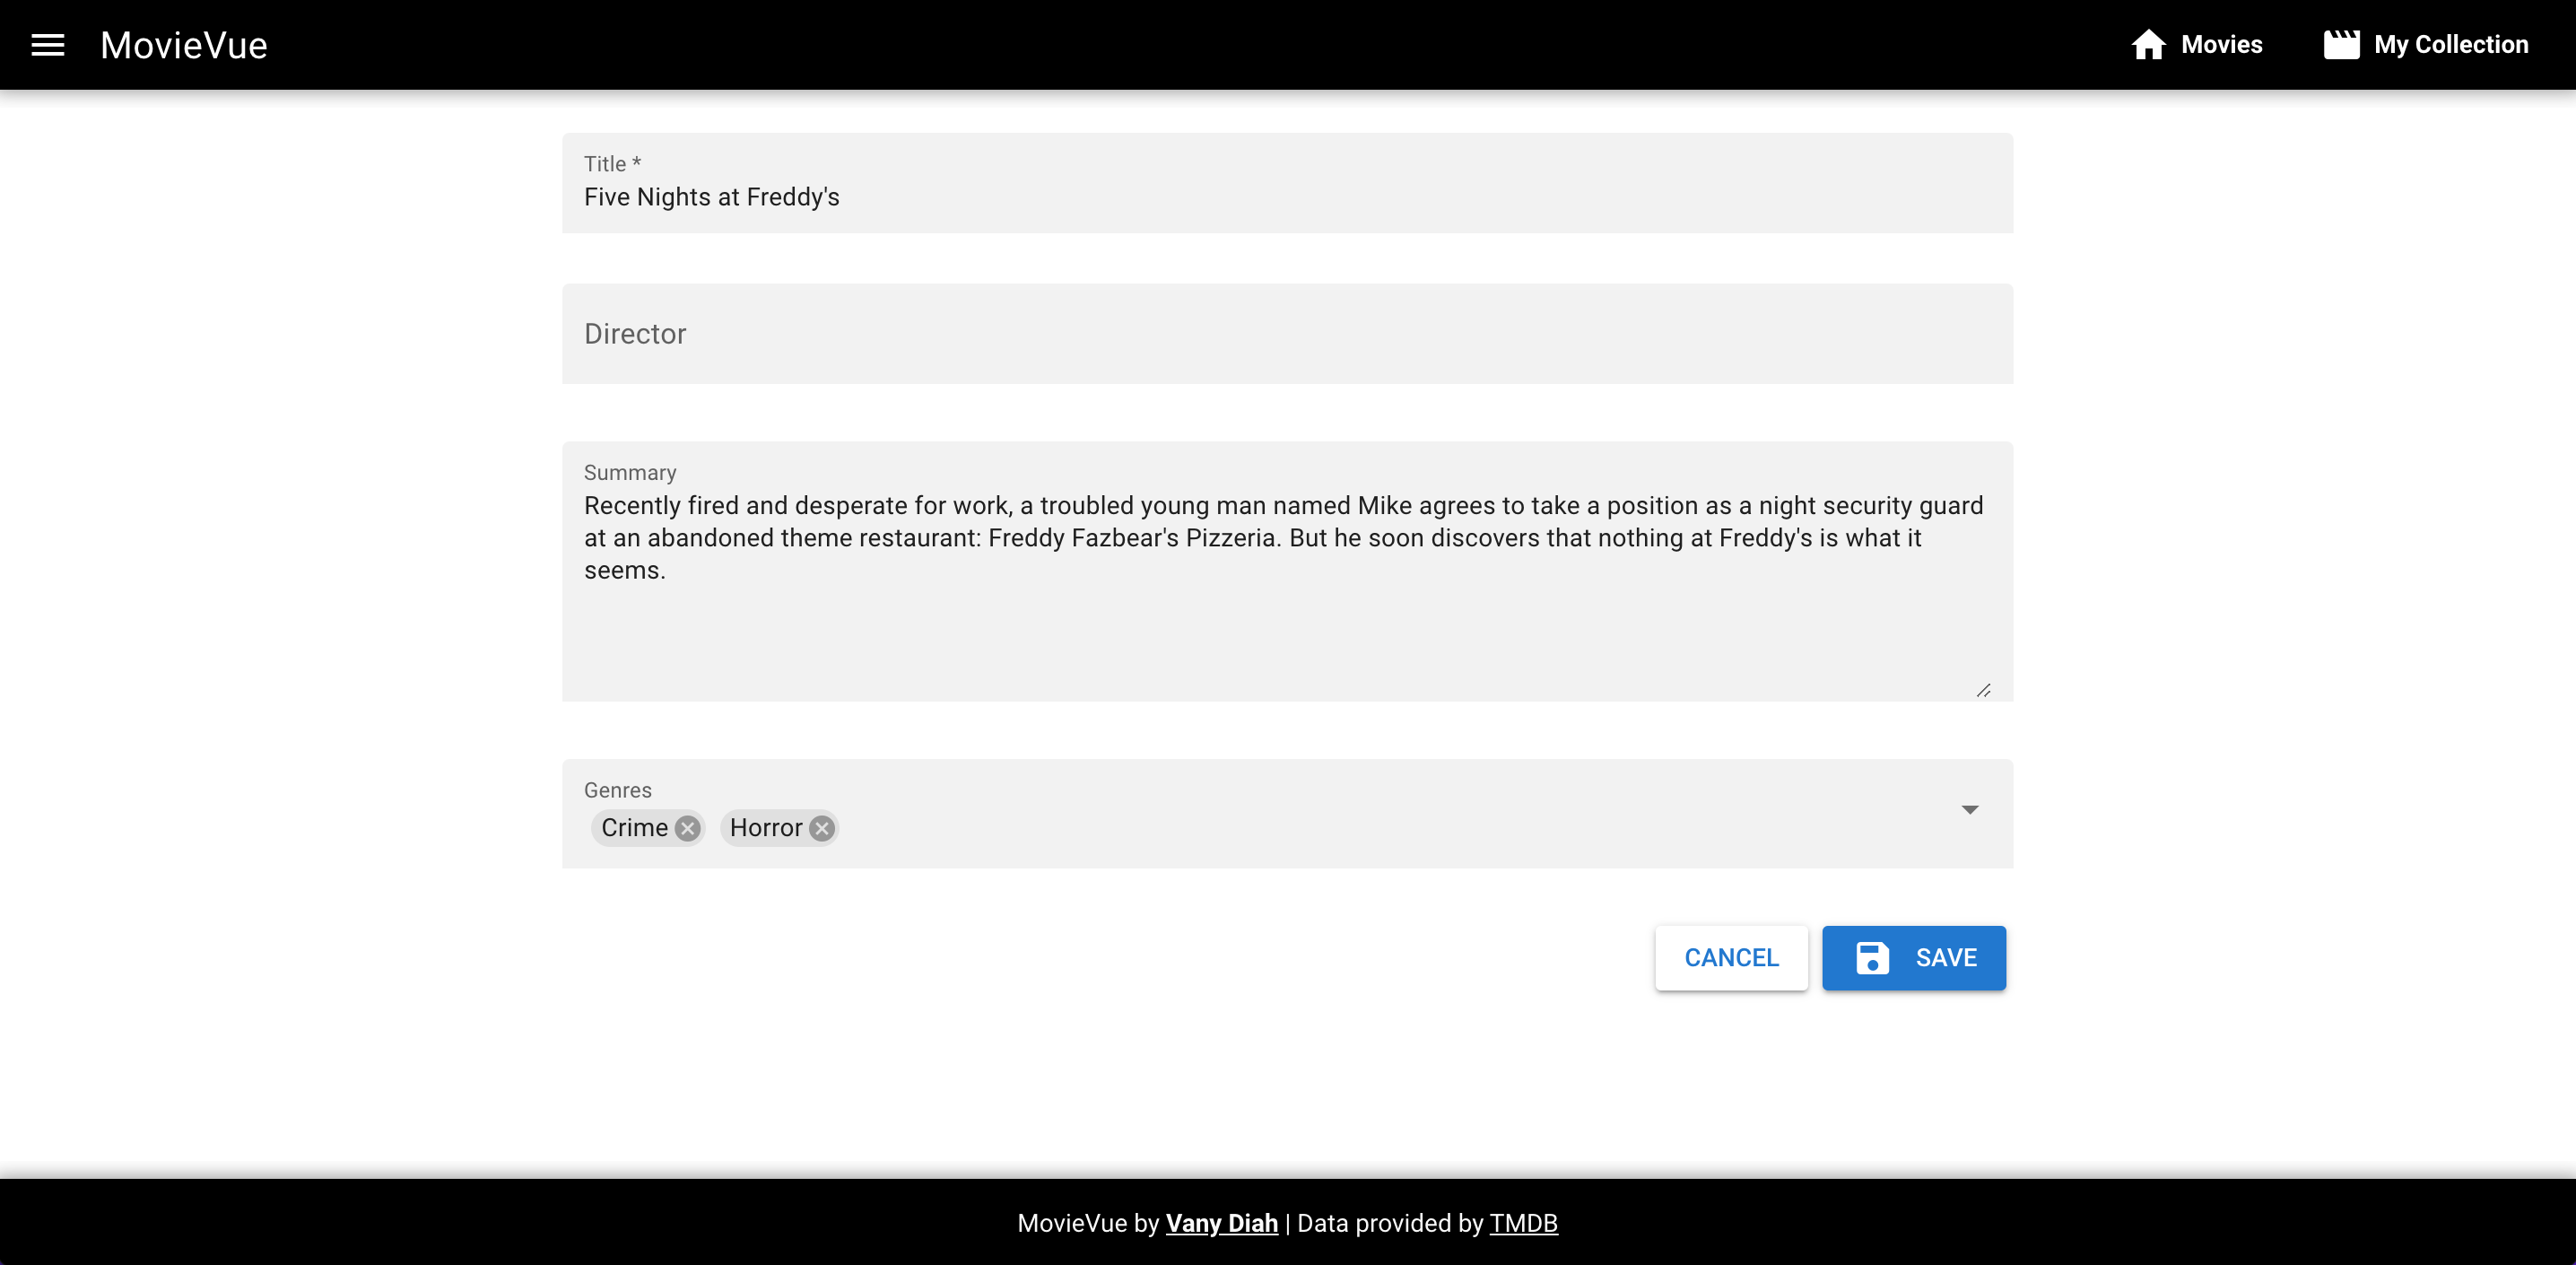 MovieVue
Movies
My Collection
Title *
Five Nights at Freddy's
Director
Summary
Recently fired and desperate for work, a troubled young man named Mike agrees to take a position as a night security guard
at an abandoned theme restaurant: Freddy Fazbear's Pizzeria. But he soon discovers that nothing at Freddy's is what it
seems.
Genres
Crime
Horror
CANCEL
SAVE
MovieVue by Vany Diah | Data provided by TMDB